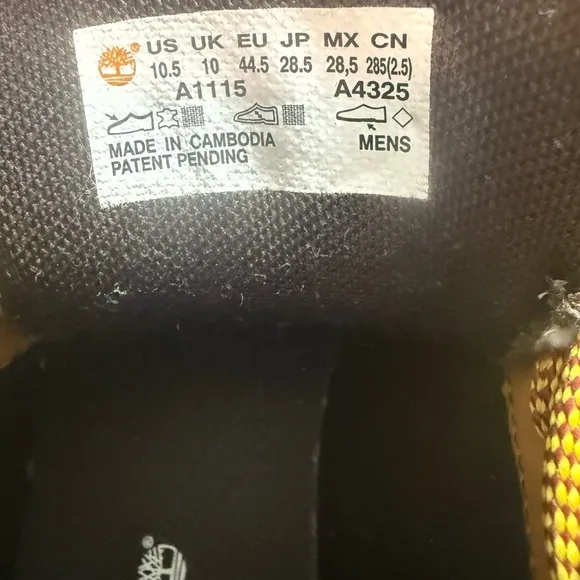 ® US UK EU JP MX CN
10.5 10 44.5 28.5 28,5 285(2.5)
A1115 A4325
MADE IN CAMBODIA MENS
PATENT PENDING
®